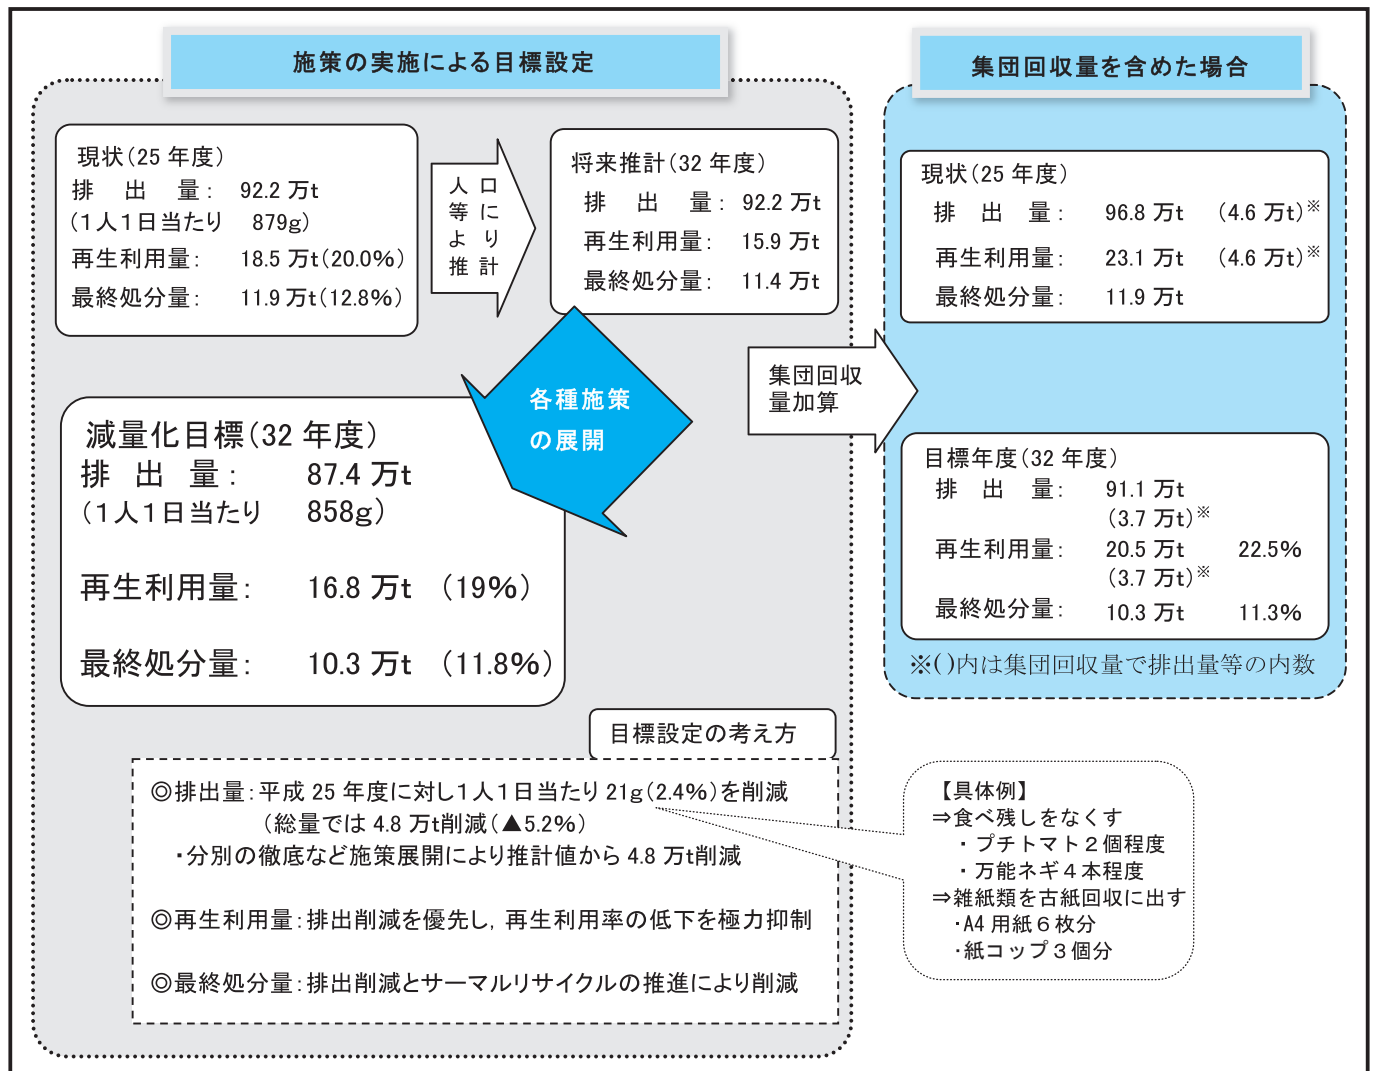 施策の実施による目標設定
現状(25 年度)
排 出 量: 92.2 万t
(1人1日当たり 879g)
再生利用量: 18.5 万t(20.0%)
最終処分量: 11.9 万t(12.8%)
人口
等に
より
推計
将来推計(32 年度)
排 出 量: 92.2 万t
再生利用量: 15.9 万t
最終処分量: 11.4 万t
各種施策
の展開
減量化目標(32 年度)
排 出 量: 87.4 万t
(1人1日当たり 858g)
再生利用量: 16.8 万t (19%)
最終処分量: 10.3 万t (11.8%)
集団回収
量加算
集団回収量を含めた場合
現状(25 年度)
排 出 量: 96.8 万t (4.6 万t)※
再生利用量: 23.1 万t (4.6 万t)※
最終処分量: 11.9 万t
目標年度(32 年度)
排 出 量: 91.1 万t
(3.7 万t)※
再生利用量: 20.5 万t 22.5%
(3.7 万t)※
最終処分量: 10.3 万t 11.3%
※( )内は集団回収量で排出量等の内数
目標設定の考え方
◎排出量:平成 25 年度に対し1人1日当たり 21g(2.4%)を削減
(総量では 4.8 万t削減(▲5.2%)
・分別の徹底など施策展開により推計値から 4.8 万t削減
◎再生利用量:排出削減を優先し,再生利用率の低下を極力抑制
◎最終処分量:排出削減とサーマルリサイクルの推進により削減
【具体例】
⇒食べ残しをなくす
・プチトマト2個程度
・万能ネギ4本程度
⇒雑紙類を古紙回収に出す
・A4 用紙6枚分
・紙コップ3個分